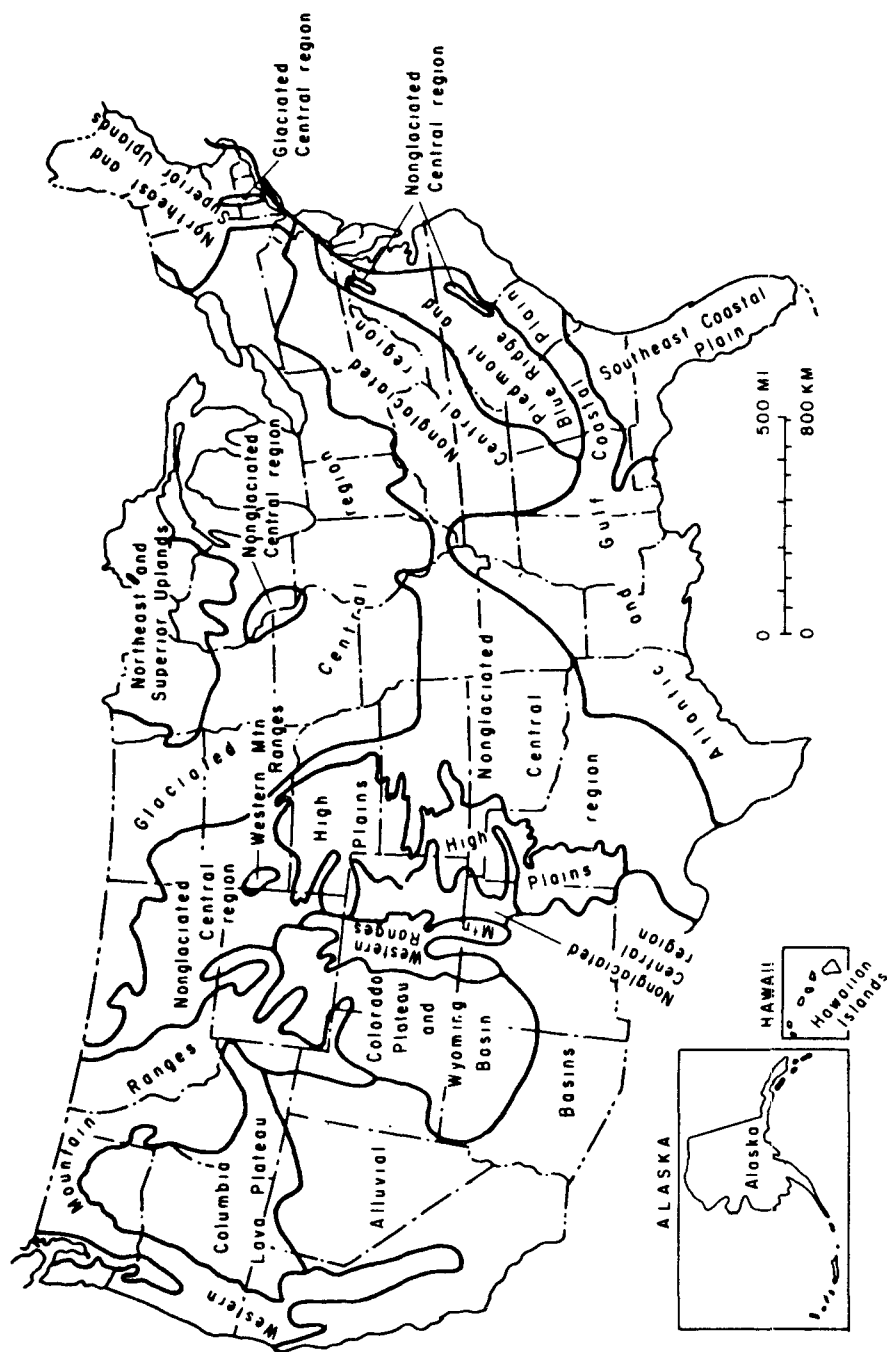 Western
Mountain
Ranges
Columbia
Lava Plateau
Alluvial
Basins
Nonglaciated
Central
region
Colorado
Plateau
and
Wyoming
Basin
Western
Ranges
Mtn
Western Mtn
Ranges
High
Plains
High
Plains
Nonglaciated
Central
region
Glaciated
Central
region
Nonglaciated
Central
region
Northeast and
Superior Uplands
Nonglaciated
Central region
Nonglaciated
Central
region
Piedmont and
Blue Ridge
Atlantic
and
Gulf
Coastal
Plain
Southeast Coastal
Plain
Northeast and
Superior Uplands
Glaciated
Central region
Nonglaciated
Central region
ALASKA
Alaska
HAWAII
Hawaiian
Islands
0 500 MI
0 800 KM